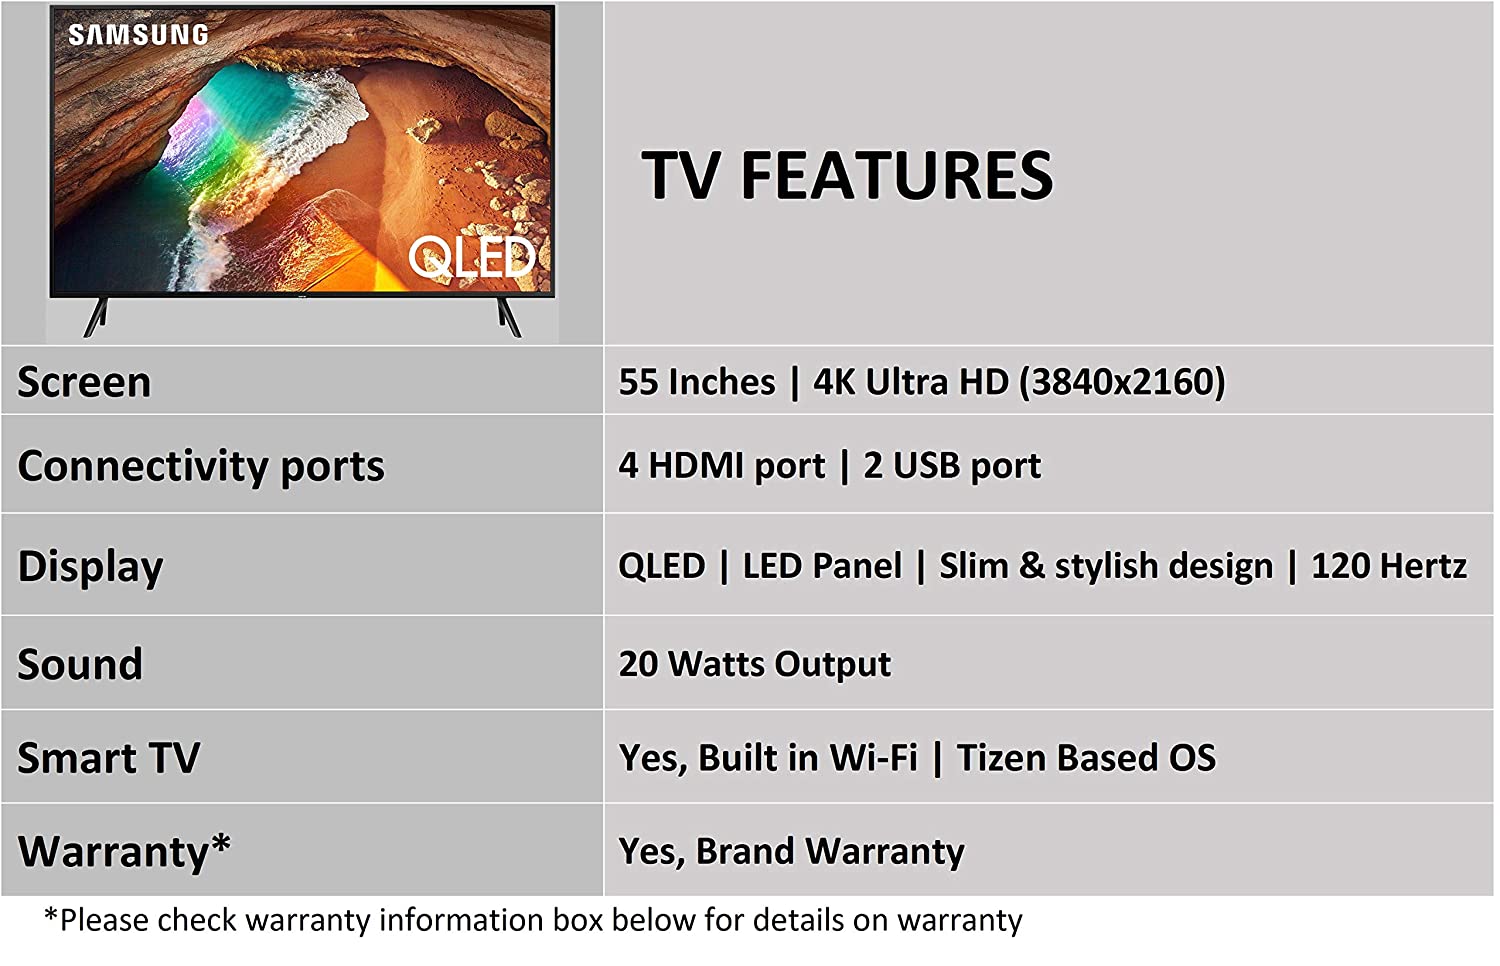 SAMSUNG
QLED
TV FEATURES
Screen
55 Inches | 4K Ultra HD (3840x2160)
Connectivity ports
4 HDMI port | 2 USB port
Display
QLED | LED Panel | Slim & stylish design | 120 Hertz
Sound
20 Watts Output
Smart TV
Yes, Built in Wi-Fi | Tizen Based OS
Warranty*
Yes, Brand Warranty
*Please check warranty information box below for details on warranty